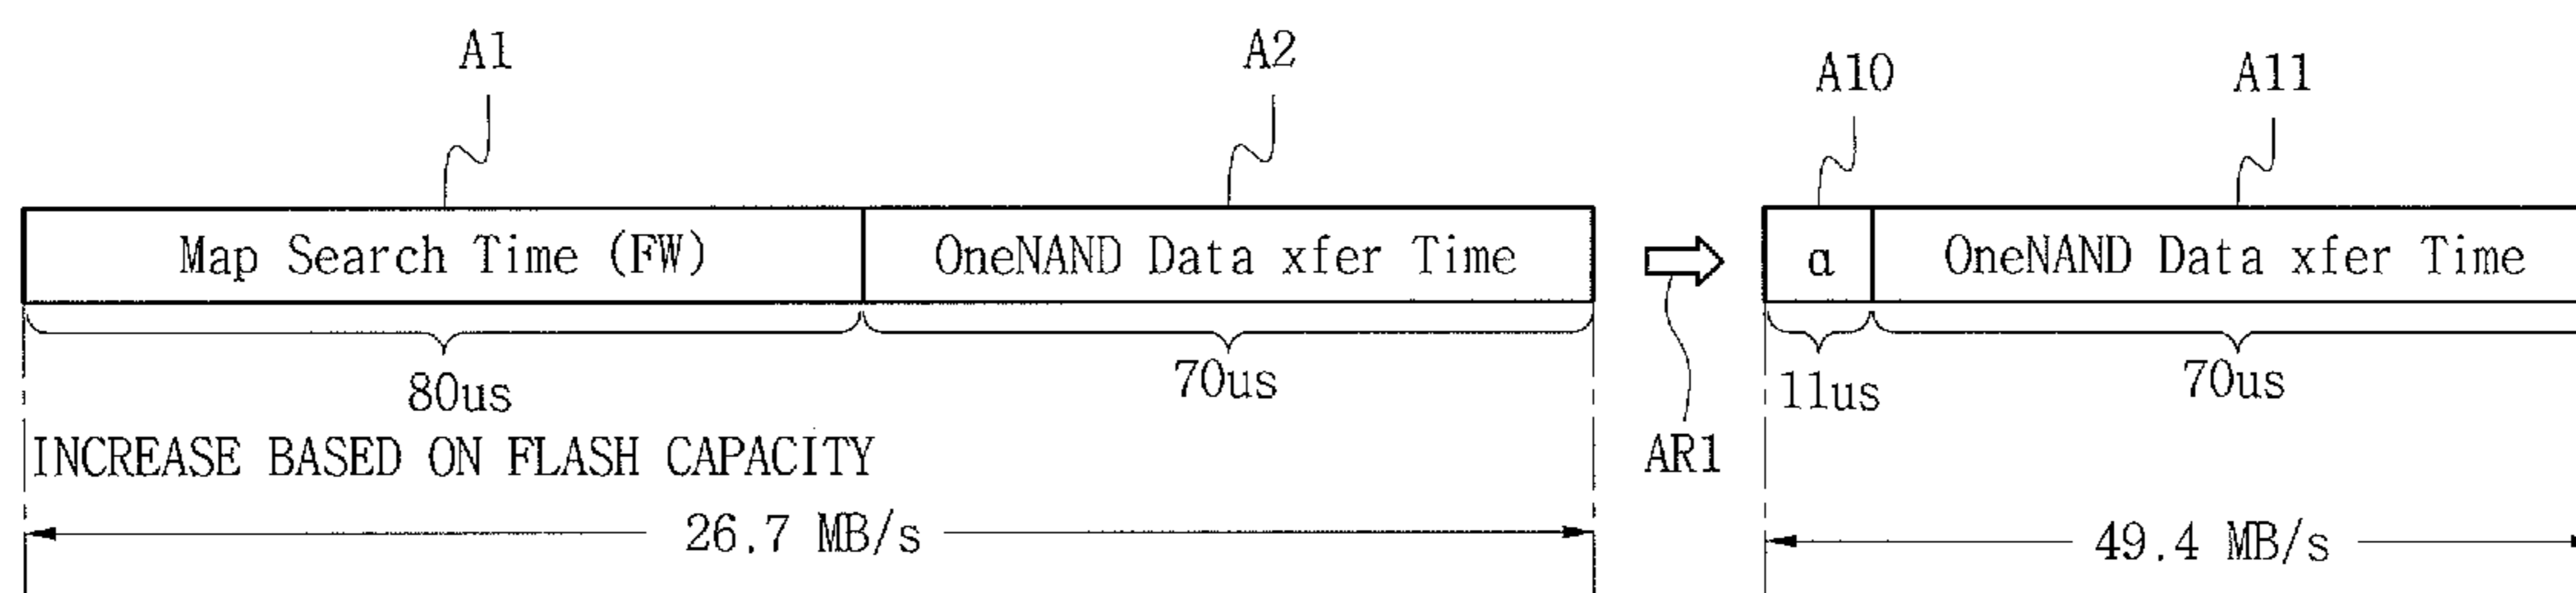 A1
A2
A10
A11
Map Search Time (FW)
OneNAND Data xfer Time
α
OneNAND Data xfer Time
80us
70us
11us
70us
INCREASE BASED ON FLASH CAPACITY
AR1
26.7 MB/s
49.4 MB/s